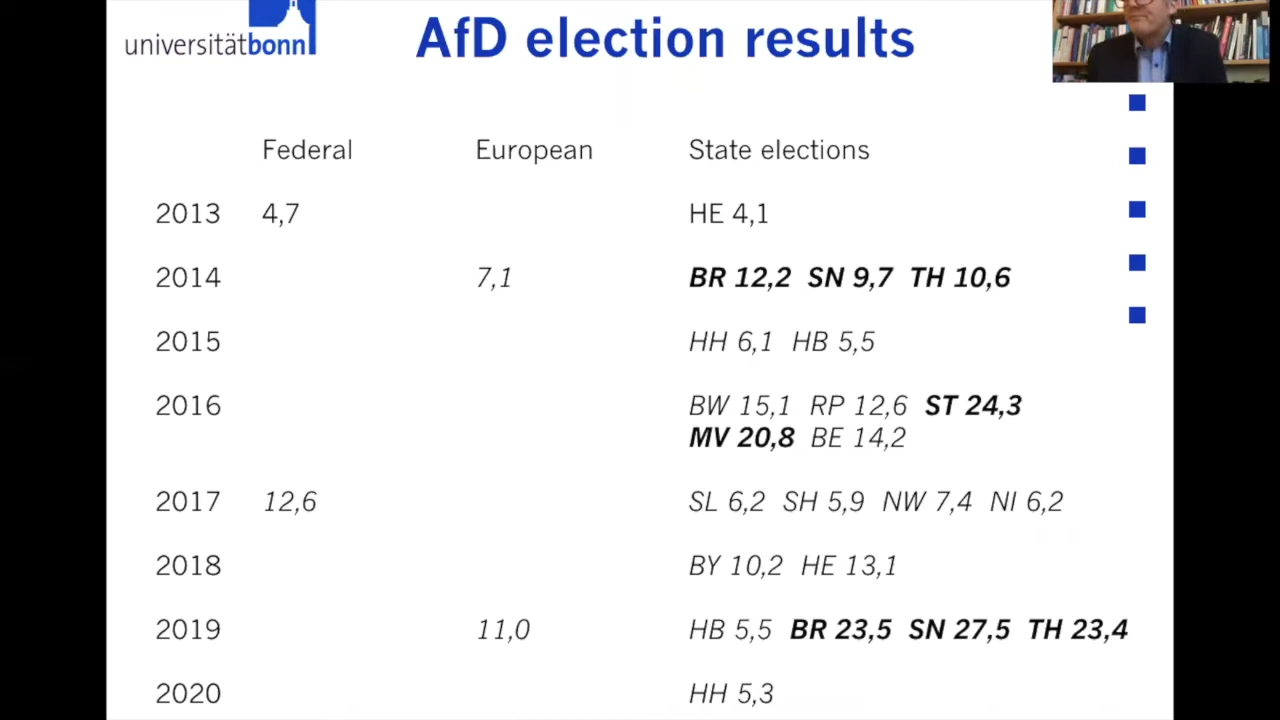 universitätbonn
AfD election results
Federal European State elections
2013 4,7 HE 4,1
2014 7,1 BR 12,2 SN 9,7 TH 10,6
2015 HH 6,1 HB 5,5
2016 BW 15,1 RP 12,6 ST 24,3
MV 20,8 BE 14,2
2017 12,6 SL 6,2 SH 5,9 NW 7,4 NI 6,2
2018 BY 10,2 HE 13,1
2019 11,0 HB 5,5 BR 23,5 SN 27,5 TH 23,4
2020 HH 5,3